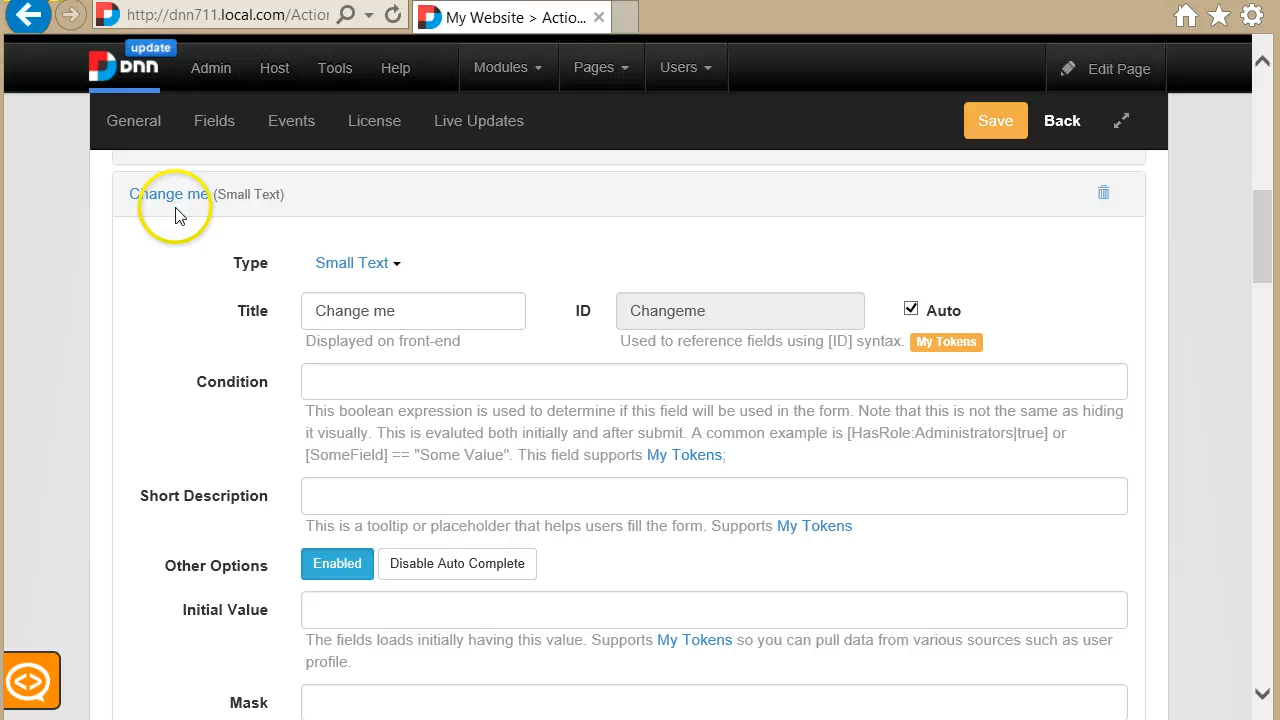 http://dnn711.local.com/Action
My Website > Actio...
update
DNN
Admin
Host
Tools
Help
Modules
Pages
Users
Edit Page
General
Fields
Events
License
Live Updates
Save
Back
Change me (Small Text)
Type
Small Text
Title
Change me
ID
Changeme
Auto
Displayed on front-end
Used to reference fields using [ID] syntax. My Tokens
Condition
This boolean expression is used to determine if this field will be used in the form. Note that this is not the same as hiding
it visually. This is evaluted both initially and after submit. A common example is [HasRole:Administrators|true] or
[SomeField] == "Some Value". This field supports My Tokens;
Short Description
This is a tooltip or placeholder that helps users fill the form. Supports My Tokens
Other Options
Enabled
Disable Auto Complete
Initial Value
The fields loads initially having this value. Supports My Tokens so you can pull data from various sources such as user
profile.
Mask